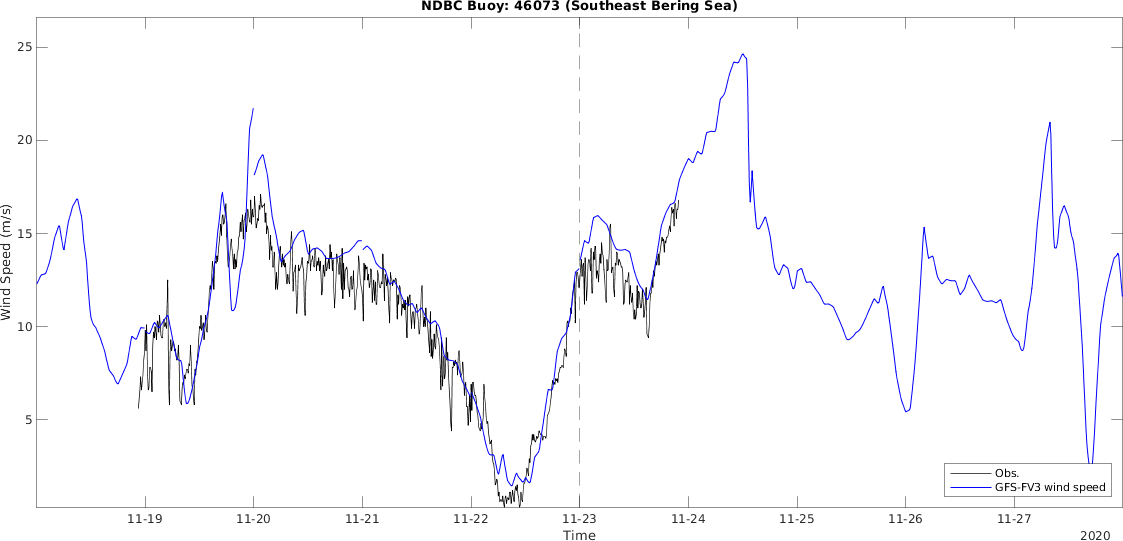 NDBC Buoy: 46073 (Southeast Bering Sea)
Wind Speed (m/s)
25
20
15
10
5
Obs.
GFS-FV3 wind speed
11-19 11-20 11-21 11-22 11-23 11-24 11-25 11-26 11-27
Time
2020